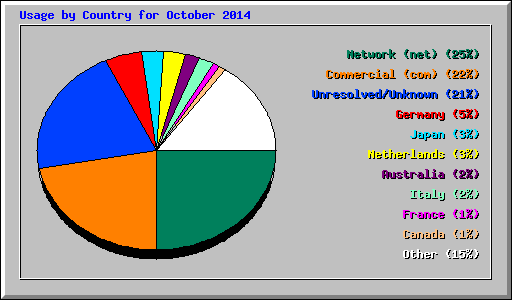 Usage by Country for October 2014
Network (net) (25%)
Commercial (com) (22%)
Unresolved/Unknown (21%)
Germany (5%)
Japan (3%)
Netherlands (3%)
Australia (2%)
Italy (2%)
France (1%)
Canada (1%)
Other (15%)